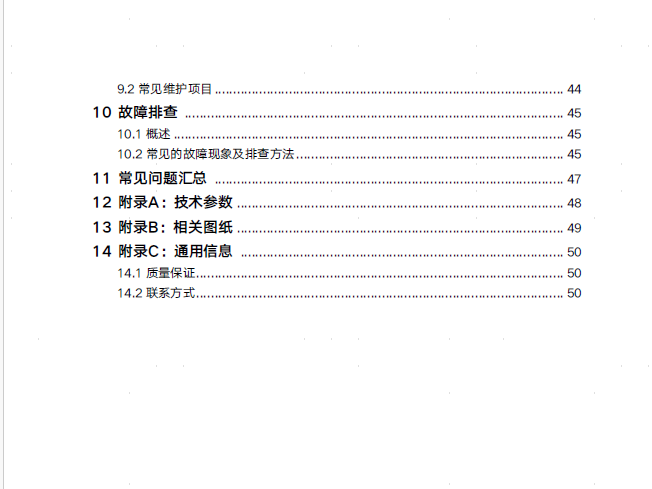 9.2 常见维护项目 44
10 故障排查 45
10.1 概述 45
10.2 常见的故障现象及排查方法 45
11 常见问题汇总 47
12 附录A：技术参数 48
13 附录B：相关图纸 49
14 附录C：通用信息 50
14.1 质量保证 50
14.2 联系方式 50